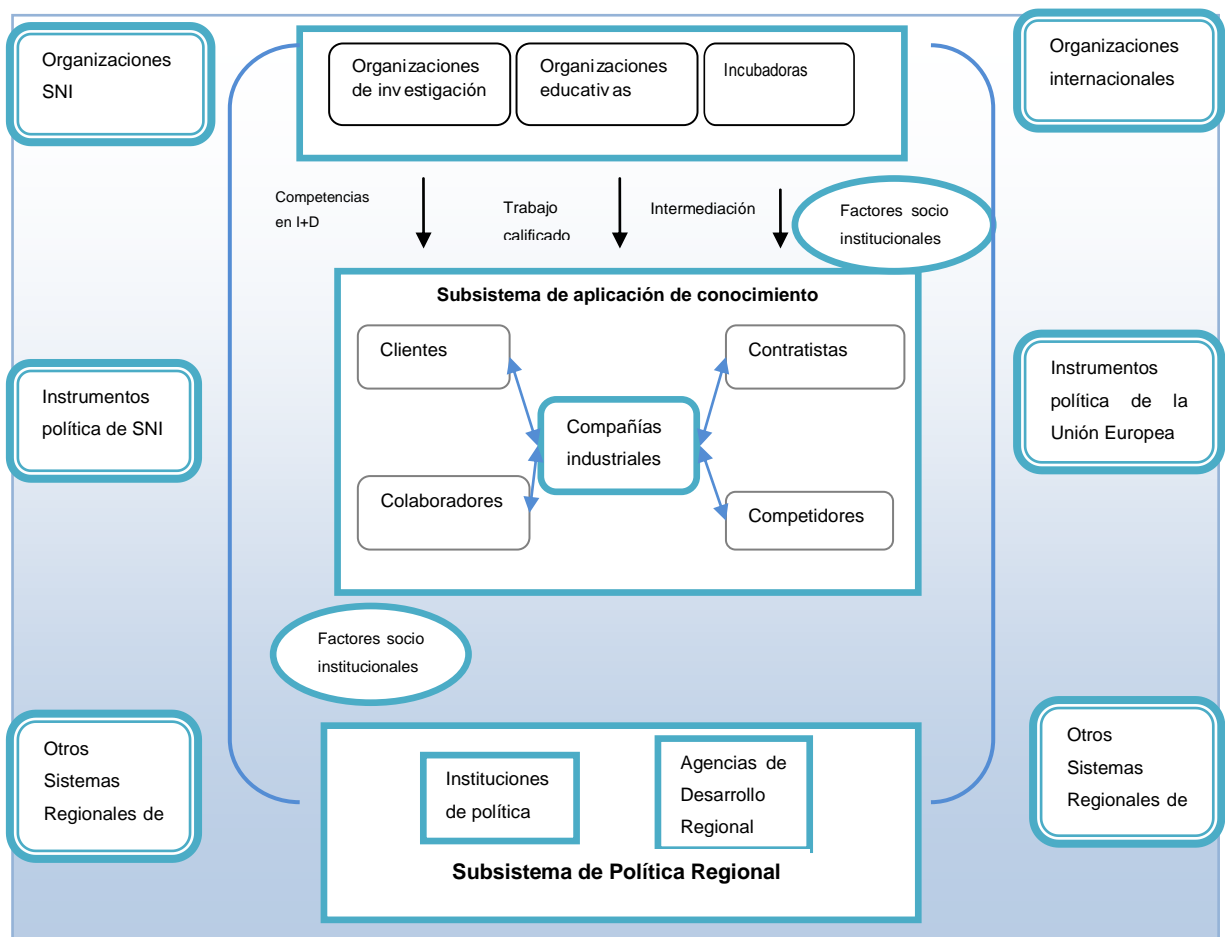 Organizaciones
SNI
Organizaciones
de investigación
Organizaciones
educativas
Incubadoras
Organizaciones
internacionales
Competencias
en I+D
Trabajo
calificado
Intermediación
Factores socio
institucionales
Subsistema de aplicación de conocimiento
Clientes
Contratistas
Compañías
industriales
Colaboradores
Competidores
Instrumentos
política de SNI
Instrumentos
política de la
Unión Europea
Factores socio
institucionales
Otros
Sistemas
Regionales de
Instituciones
de política
Agencias de
Desarrollo
Regional
Subsistema de Política Regional
Otros
Sistemas
Regionales de